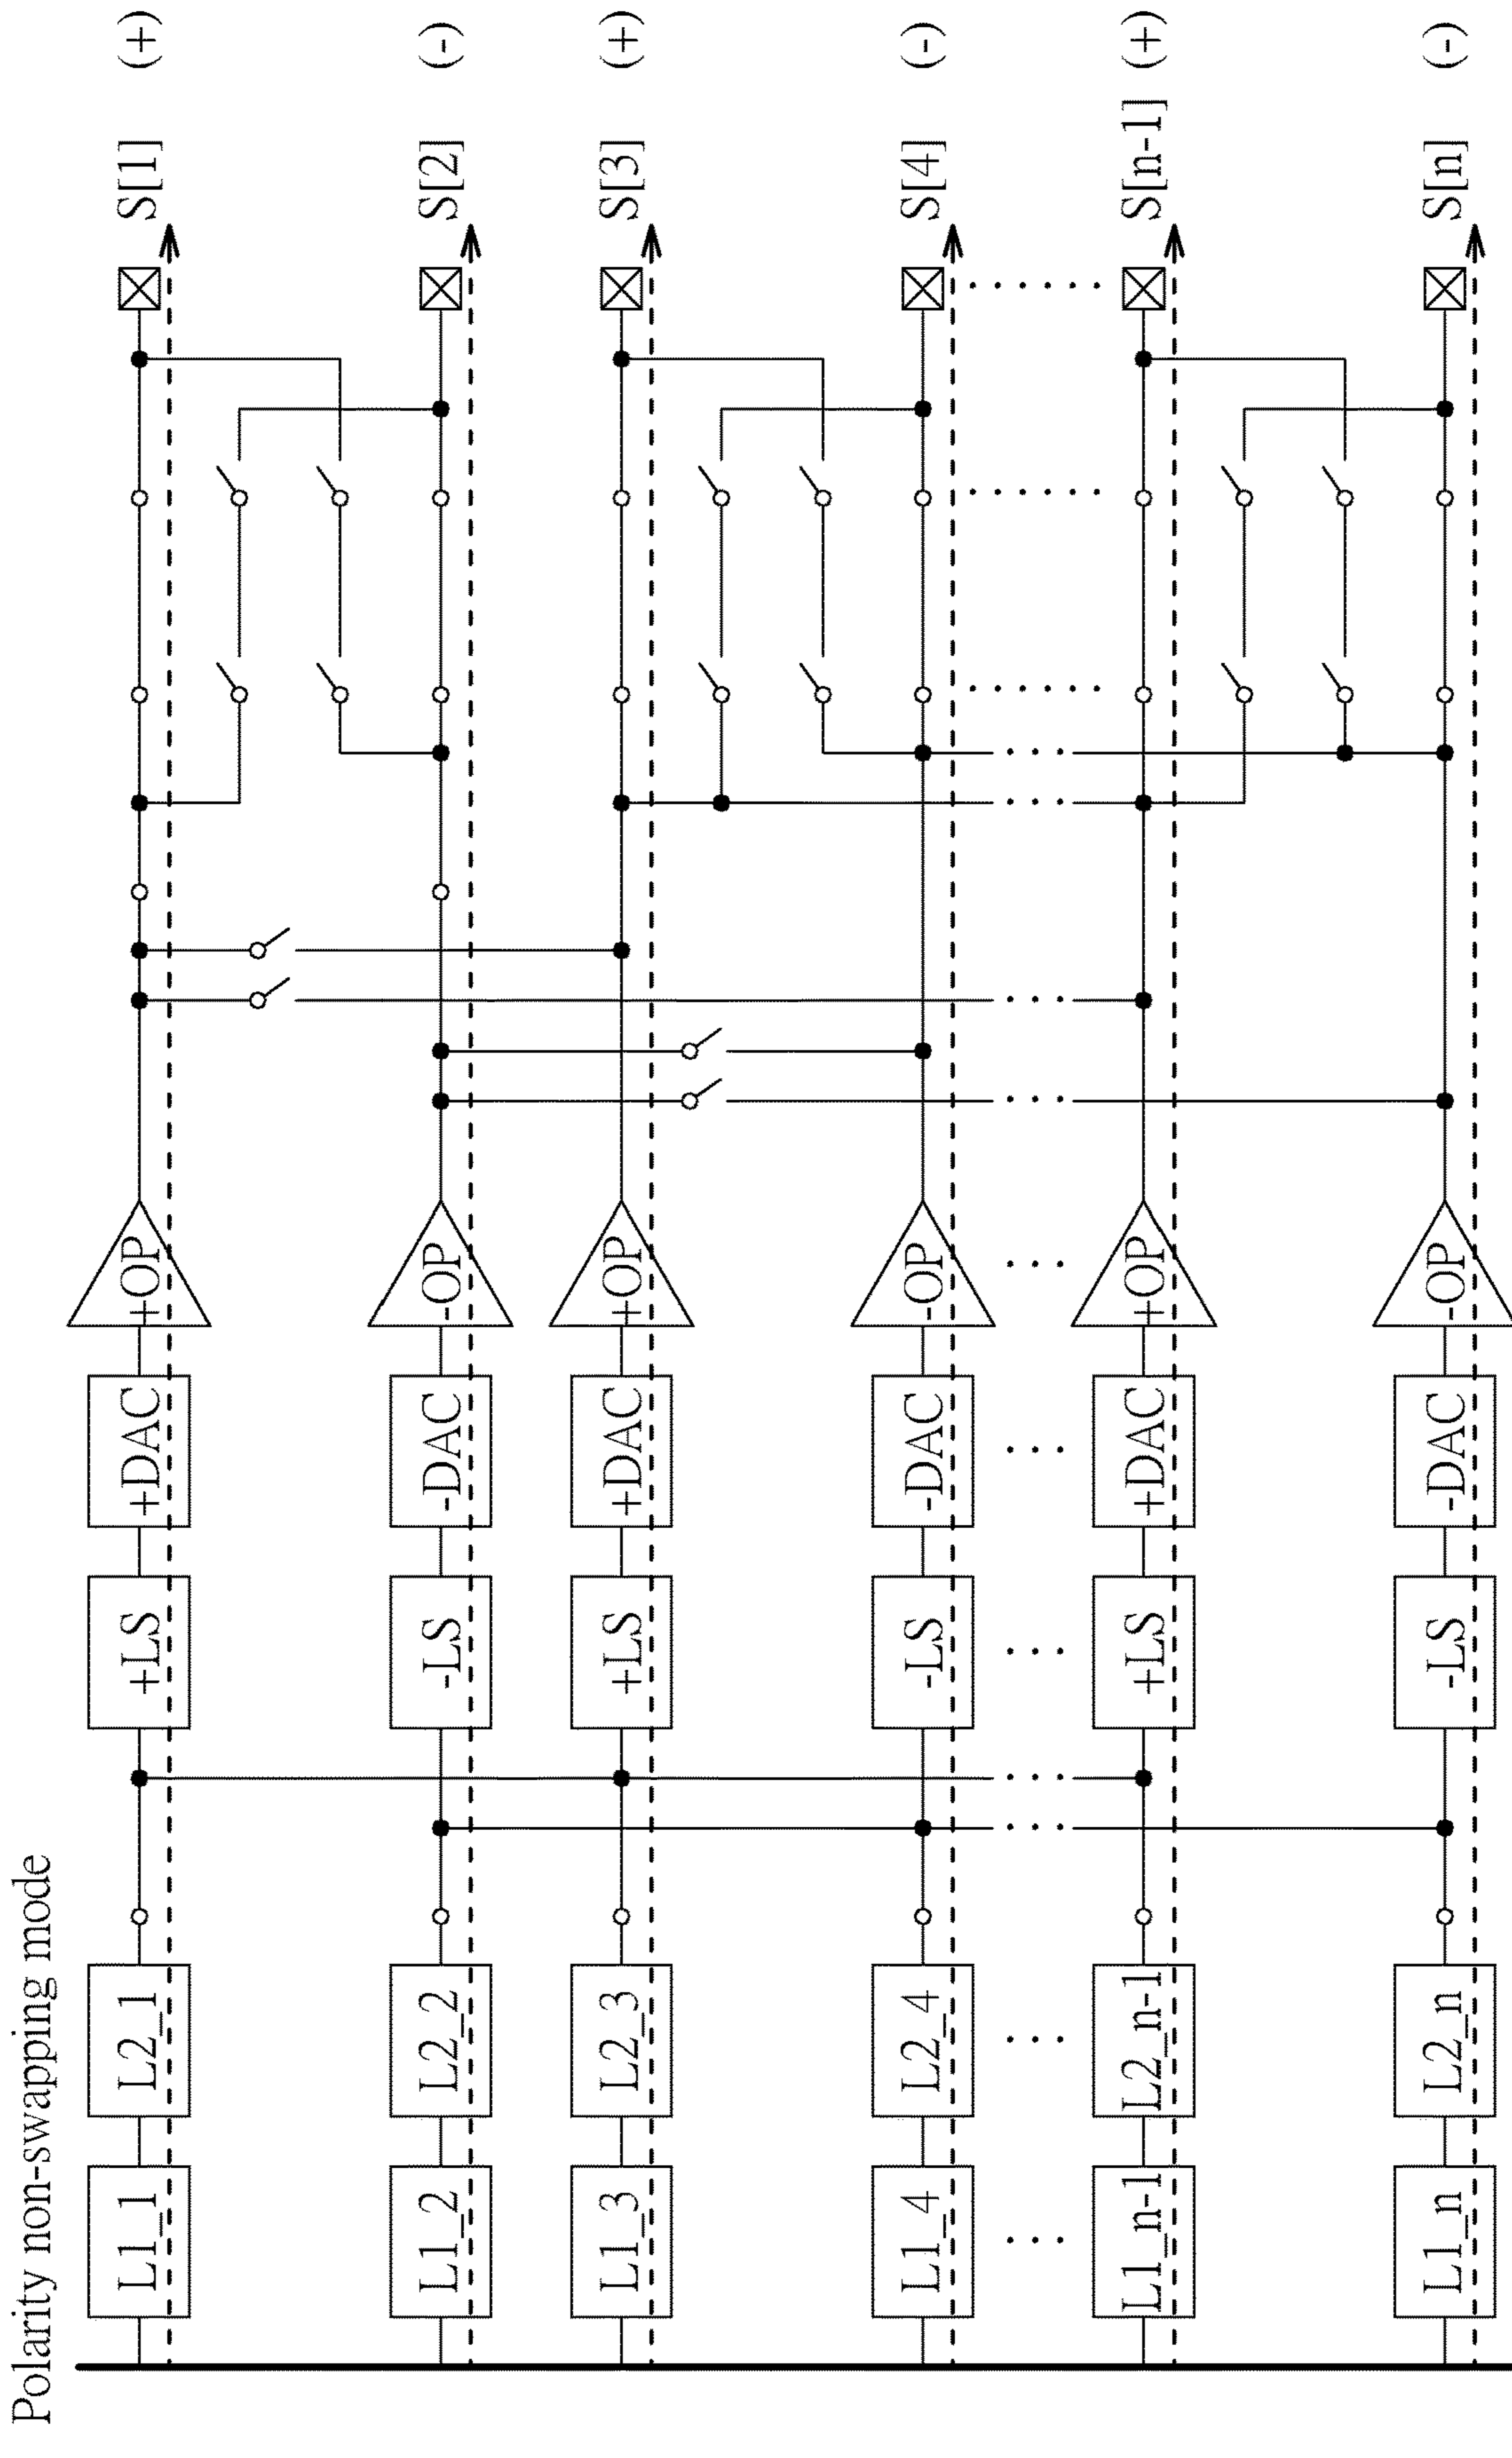 Polarity non-swapping mode
L1_1 L2_1 +LS +DAC +OP S[1] (+)
L1_2 L2_2 -LS -DAC -OP S[2] (-)
L1_3 L2_3 +LS +DAC +OP S[3] (+)
L1_4 L2_4 -LS -DAC -OP S[4] (-)
L1_n-1 L2_n-1 +LS +DAC +OP S[n-1] (+)
L1_n L2_n -LS -DAC -OP S[n] (-)